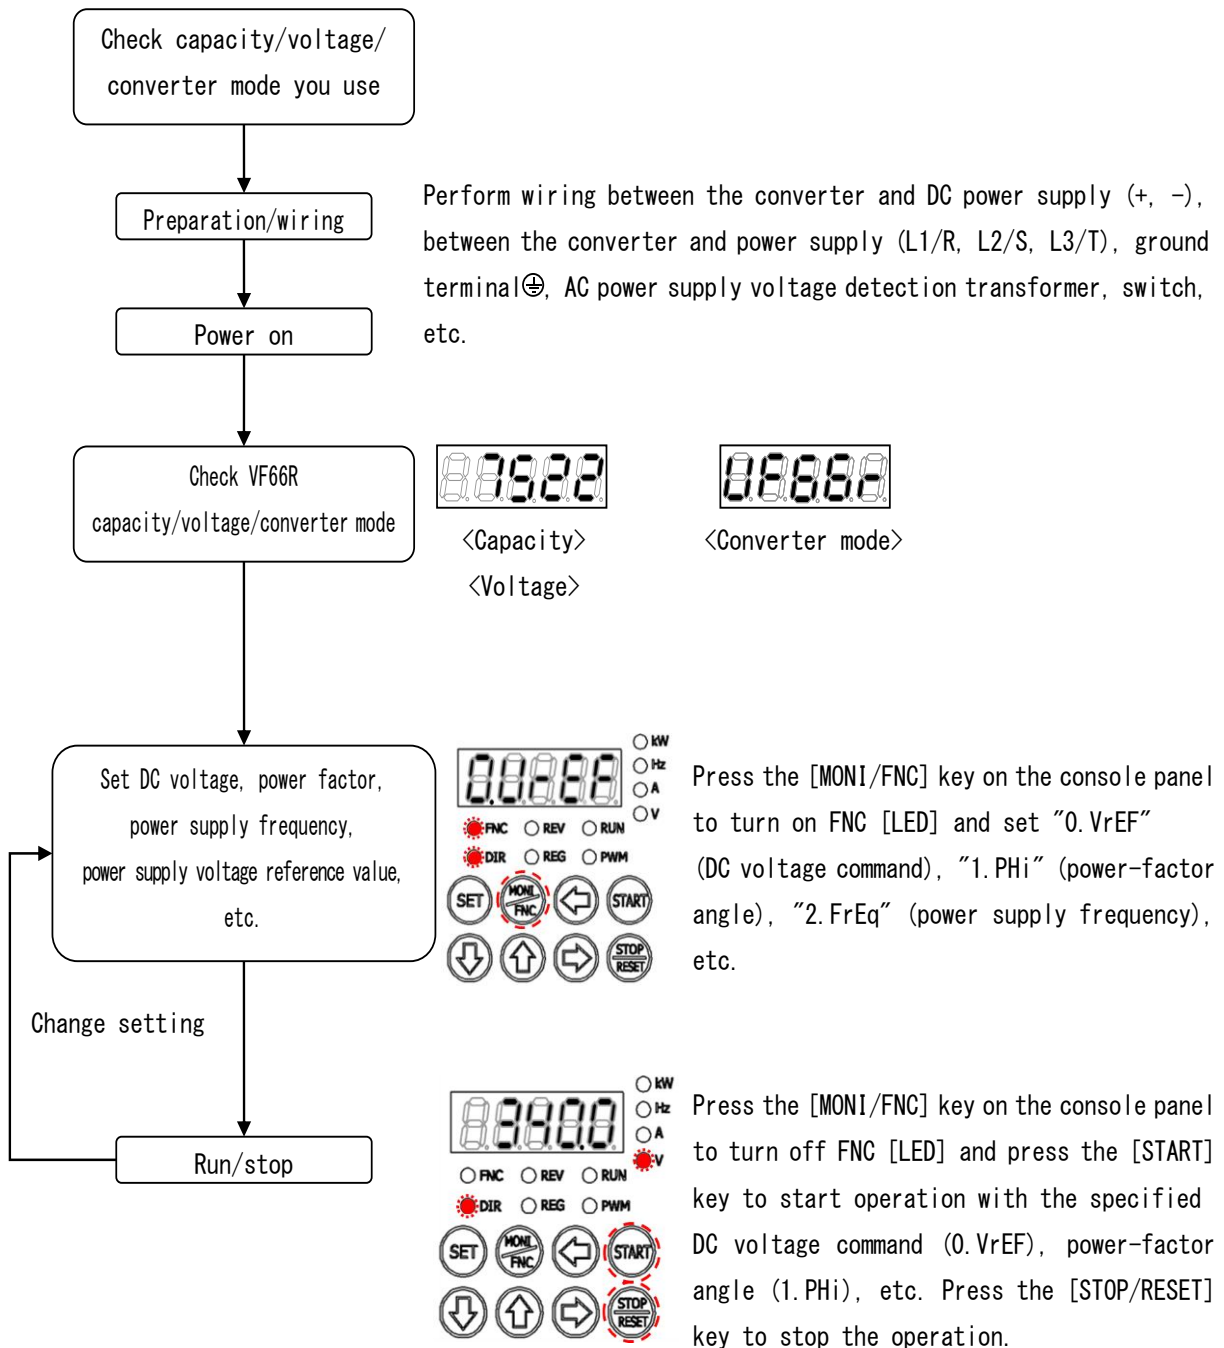 Check capacity/voltage/
converter mode you use
Preparation/wiring
Perform wiring between the converter and DC power supply (+, −),
between the converter and power supply (L1/R, L2/S, L3/T), ground
terminal⏚, AC power supply voltage detection transformer, switch,
etc.
Power on
Check VF66R
capacity/voltage/converter mode
7522
UF66r
<Capacity>
<Voltage>
<Converter mode>
Set DC voltage, power factor,
power supply frequency,
power supply voltage reference value,
etc.
0.UrEF
kW
Hz
A
V
FNC REV RUN
DIR REG PWM
SET MONI/FNC START
STOP/RESET
Press the [MONI/FNC] key on the console panel
to turn on FNC [LED] and set "0.VrEF"
(DC voltage command), "1.PHi" (power-factor
angle), "2.FrEq" (power supply frequency),
etc.
Change setting
Run/stop
340.0
kW
Hz
A
V
FNC REV RUN
DIR REG PWM
SET MONI/FNC START
STOP/RESET
Press the [MONI/FNC] key on the console panel
to turn off FNC [LED] and press the [START]
key to start operation with the specified
DC voltage command (0.VrEF), power-factor
angle (1.PHi), etc. Press the [STOP/RESET]
key to stop the operation.